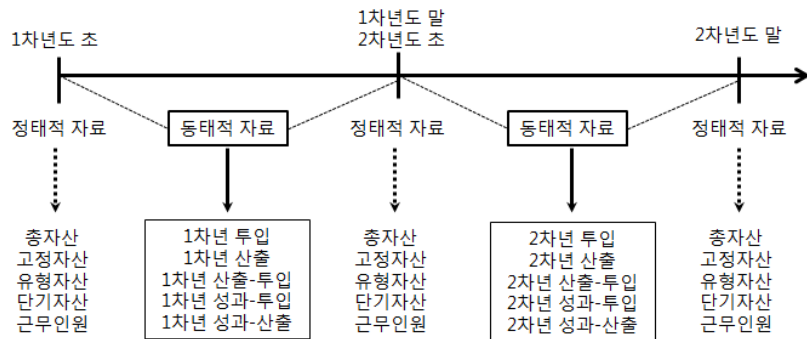 1차년도 초
1차년도 말
2차년도 초
2차년도 말
정태적 자료
동태적 자료
정태적 자료
동태적 자료
정태적 자료
총자산
고정자산
유형자산
단기자산
근무인원
1차년 투입
1차년 산출
1차년 산출-투입
1차년 성과-투입
1차년 성과-산출
총자산
고정자산
유형자산
단기자산
근무인원
2차년 투입
2차년 산출
2차년 산출-투입
2차년 성과-투입
2차년 성과-산출
총자산
고정자산
유형자산
단기자산
근무인원